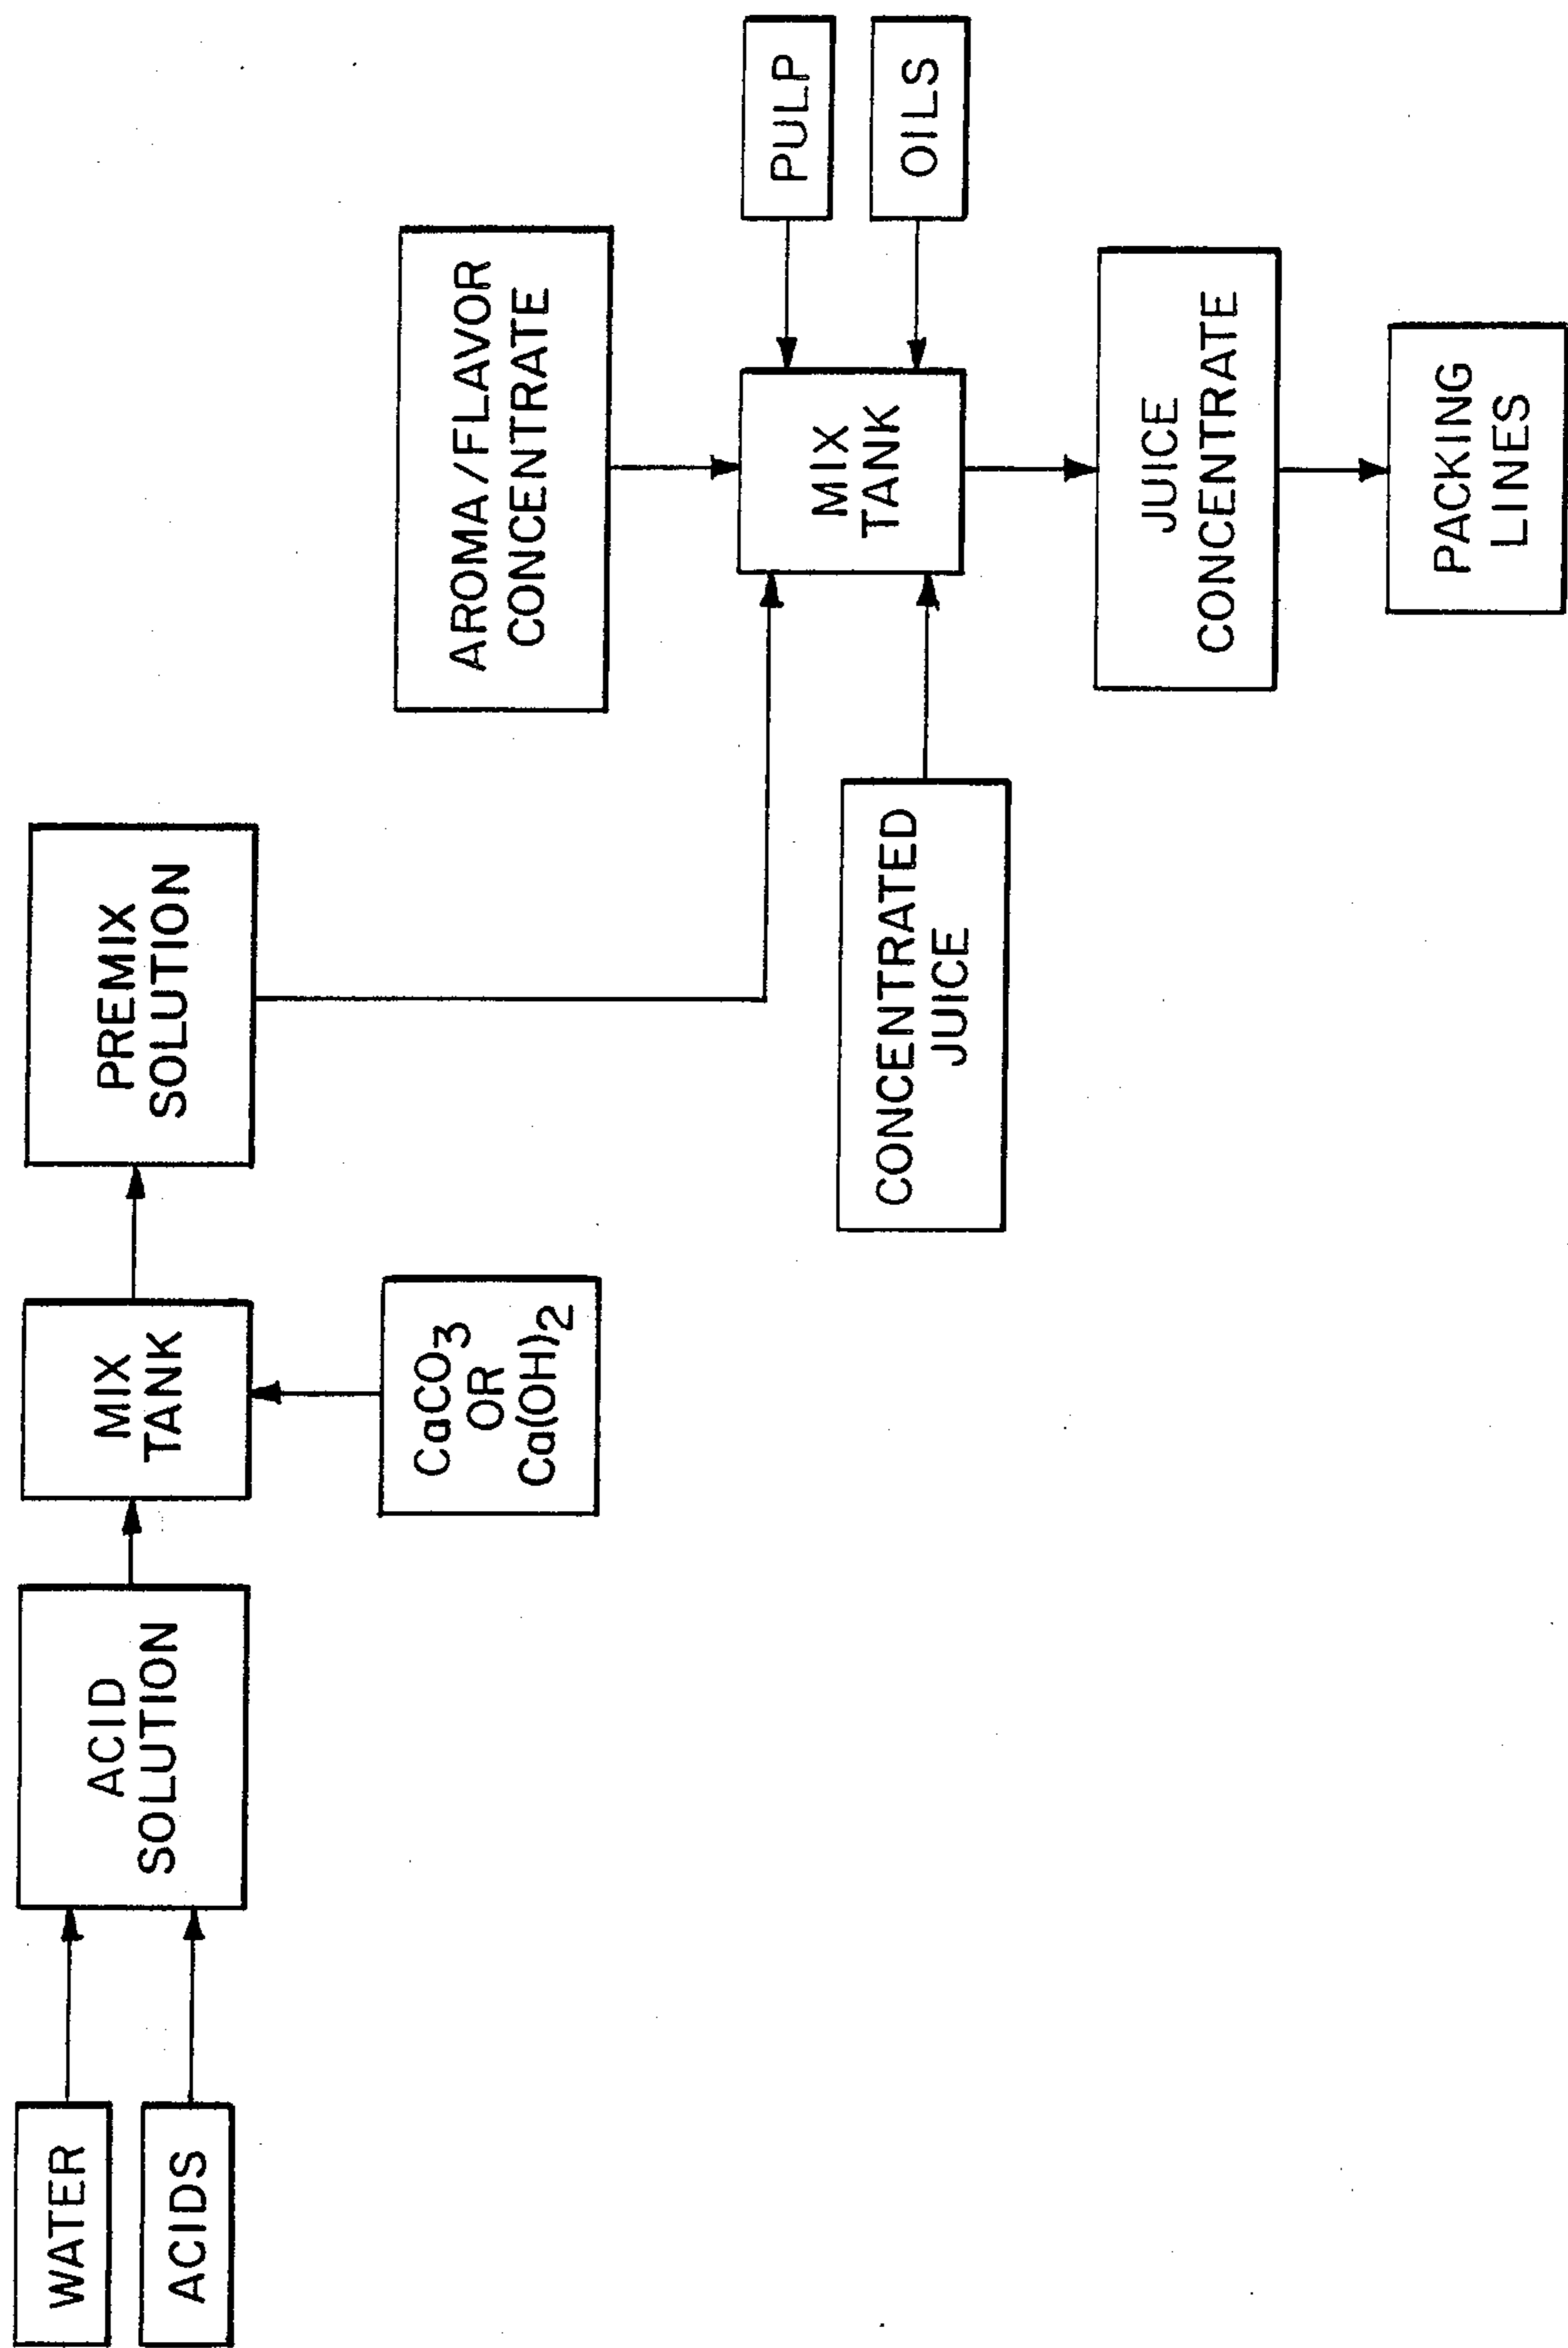 WATER
ACIDS
ACID
SOLUTION
MIX
TANK
CaCO3
OR
Ca(OH)2
PREMIX
SOLUTION
CONCENTRATED
JUICE
AROMA/FLAVOR
CONCENTRATE
MIX
TANK
PULP
OILS
JUICE
CONCENTRATE
PACKING
LINES